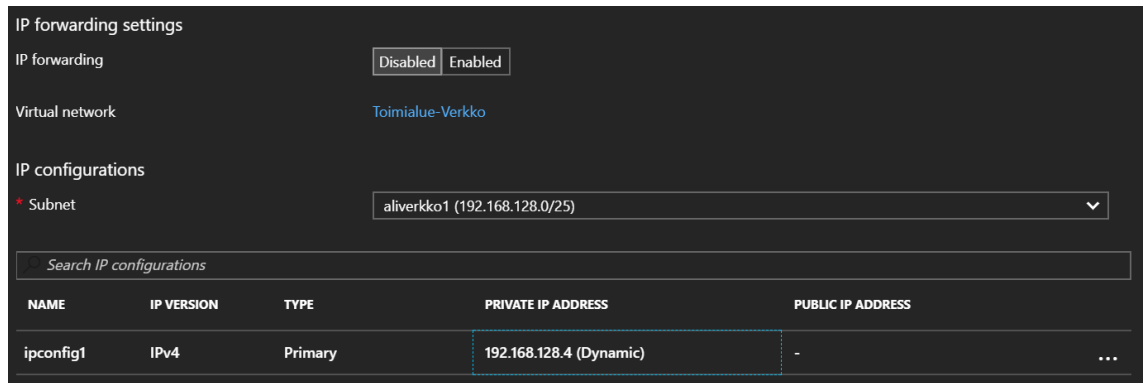 IP forwarding settings
IP forwarding Disabled Enabled
Virtual network Toimialue-Verkko
IP configurations
* Subnet aliverkko1 (192.168.128.0/25)
Search IP configurations
NAME IP VERSION TYPE PRIVATE IP ADDRESS PUBLIC IP ADDRESS
ipconfig1 IPv4 Primary 192.168.128.4 (Dynamic) - ...